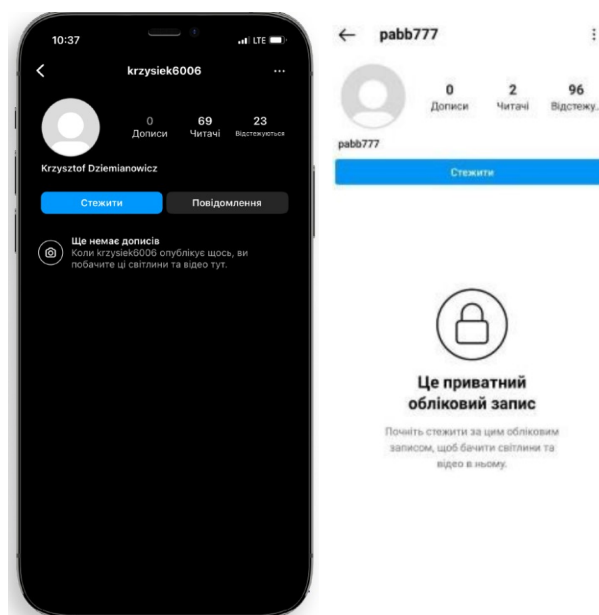 10:37
LTE
krzysiek6006
...
0 69 23
Дописи Читачі Відстежуються
Krzysztof Dziemianowicz
Стежити Повідомлення
Ще немає дописів
Коли krzysiek6006 опублікує щось, ви
побачите ці світлини та відео тут.
pabb777
0 2 96
Дописи Читачі Відстежу..
pabb777
Стежити
Це приватний
обліковий запис
Почніть стежити за цим обліковим
записом, щоб бачити світлини та
відео в ньому.